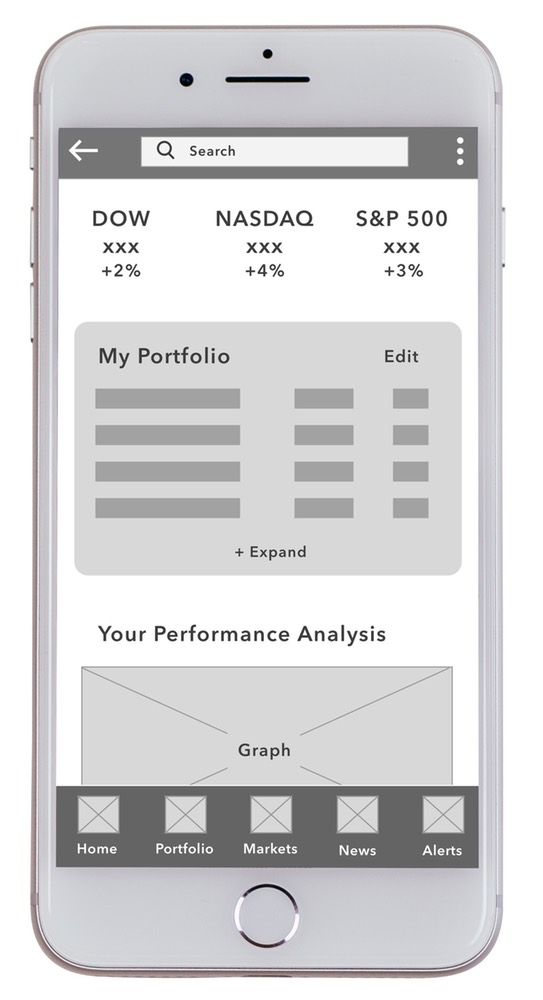 Search
DOW NASDAQ S&P 500
xxx xxx xxx
+2% +4% +3%
My Portfolio Edit
+ Expand
Your Performance Analysis
Graph
Home Portfolio Markets News Alerts